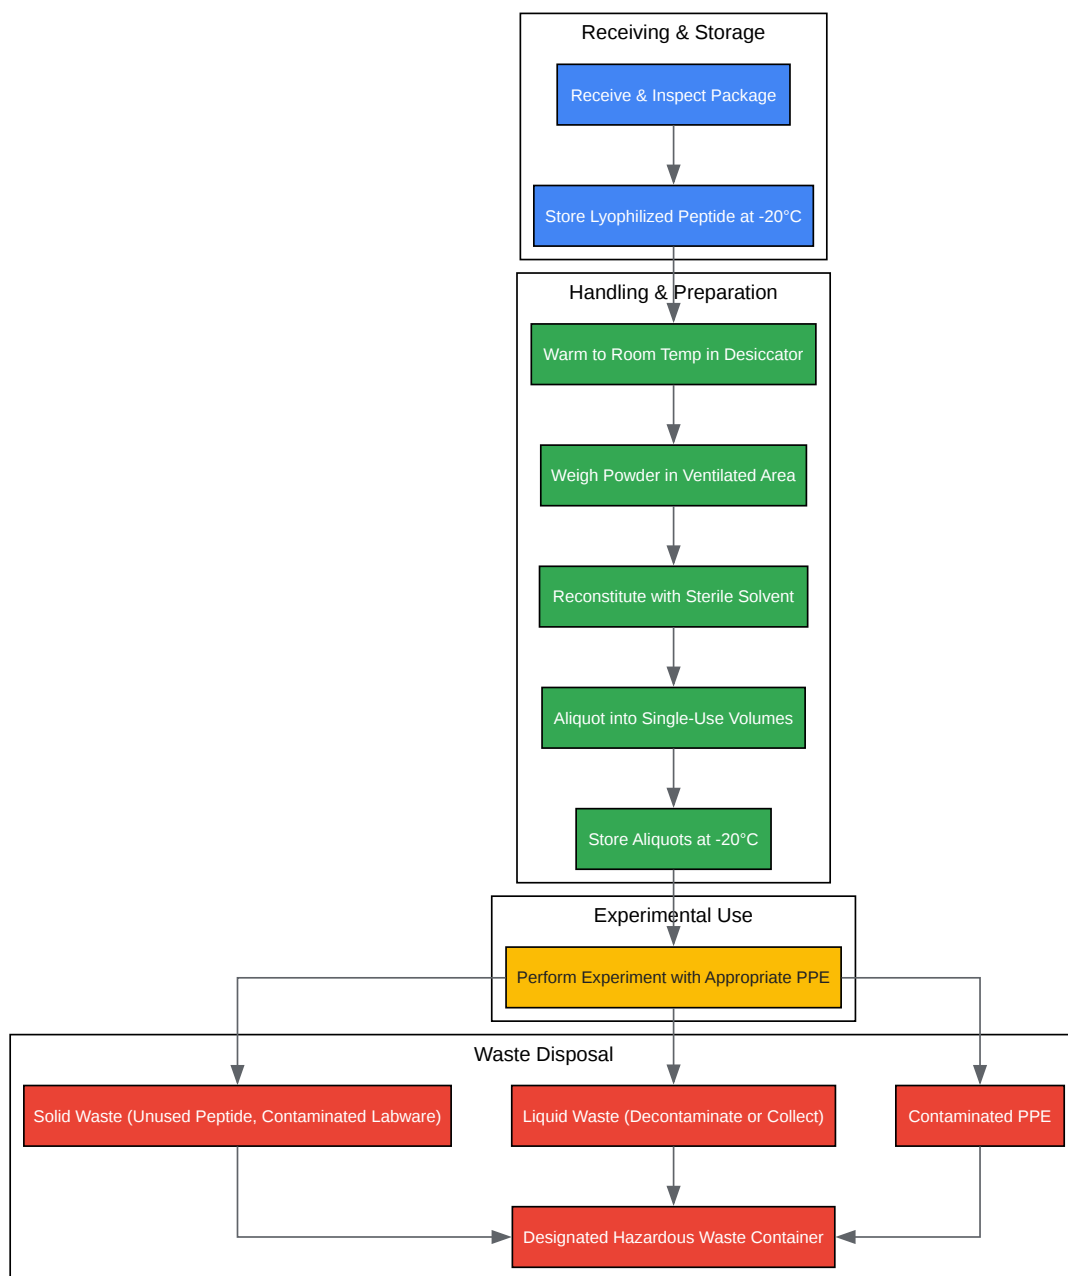 Receiving & Storage
Receive & Inspect Package
Store Lyophilized Peptide at -20°C
Handling & Preparation
Warm to Room Temp in Desiccator
Weigh Powder in Ventilated Area
Reconstitute with Sterile Solvent
Aliquot into Single-Use Volumes
Store Aliquots at -20°C
Experimental Use
Perform Experiment with Appropriate PPE
Waste Disposal
Solid Waste (Unused Peptide, Contaminated Labware)
Liquid Waste (Decontaminate or Collect)
Contaminated PPE
Designated Hazardous Waste Container